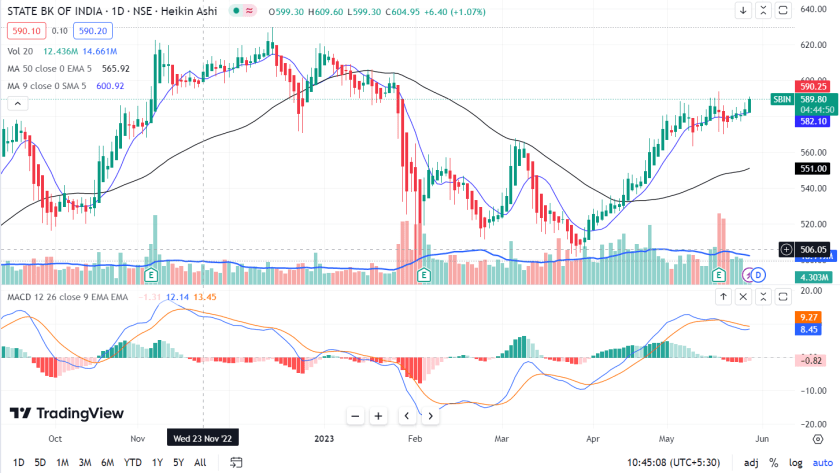 STATE BK OF INDIA · 1D · NSE · Heikin Ashi
O599.30 H609.60 L599.30 C604.95 +6.40 (+1.07%)
590.10 0.10 590.20
Vol 20 12.436M 14.661M
MA 50 close 0 EMA 5 565.92
MA 9 close 0 SMA 5 600.92
640.00
620.00
600.00
590.25
SBIN 589.80
04:44:50
582.10
560.00
551.00
540.00
520.00
506.05
4.303M
E E E D
MACD 12 26 close 9 EMA EMA −1.31 12.14 13.45
20.00
9.27
8.45
−0.82
−10.00
−20.00
TradingView
Oct Nov Wed 23 Nov '22 2023 Feb Mar Apr May Jun
1D 5D 1M 3M 6M YTD 1Y 5Y All
10:45:08 (UTC+5:30) adj % log auto